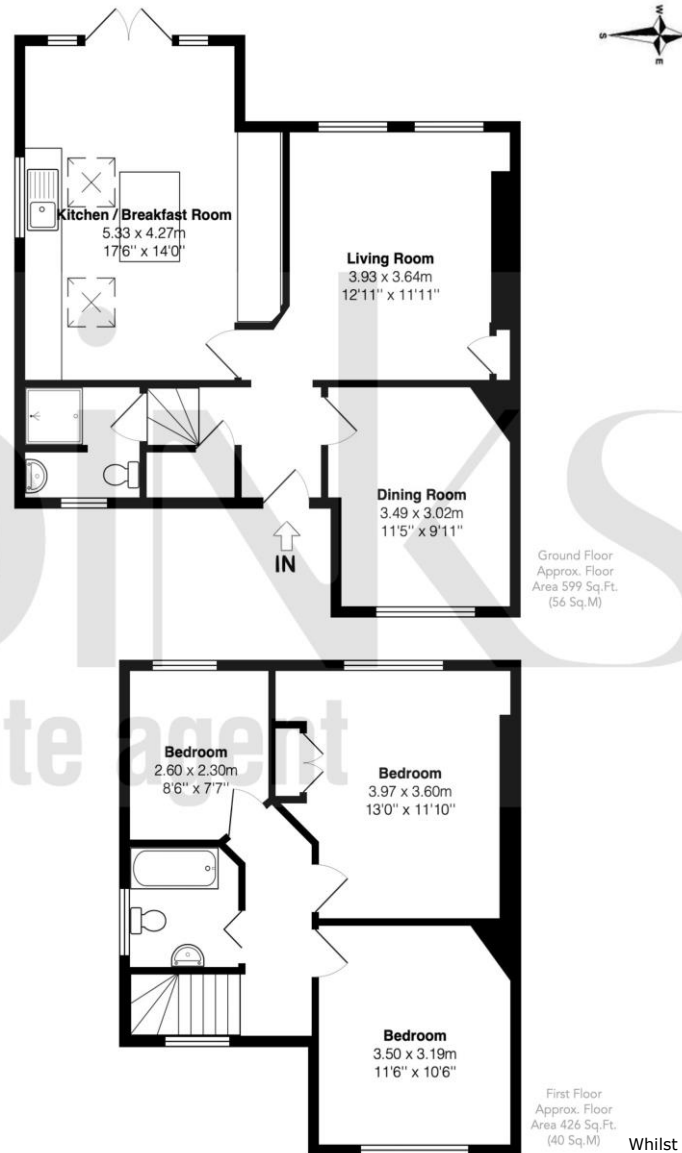 W
S
E
Kitchen / Breakfast Room
5.33 x 4.27m
17'6" x 14'0"
Living Room
3.93 x 3.64m
12'11" x 11'11"
Dining Room
3.49 x 3.02m
11'5" x 9'11"
IN
Ground Floor
Approx. Floor
Area 599 Sq.Ft.
(56 Sq.M)
inks
te agent
Bedroom
2.60 x 2.30m
8'6" x 7'7"
Bedroom
3.97 x 3.60m
13'0" x 11'10"
Bedroom
3.50 x 3.19m
11'6" x 10'6"
First Floor
Approx. Floor
Area 426 Sq.Ft.
(40 Sq.M)
Whilst